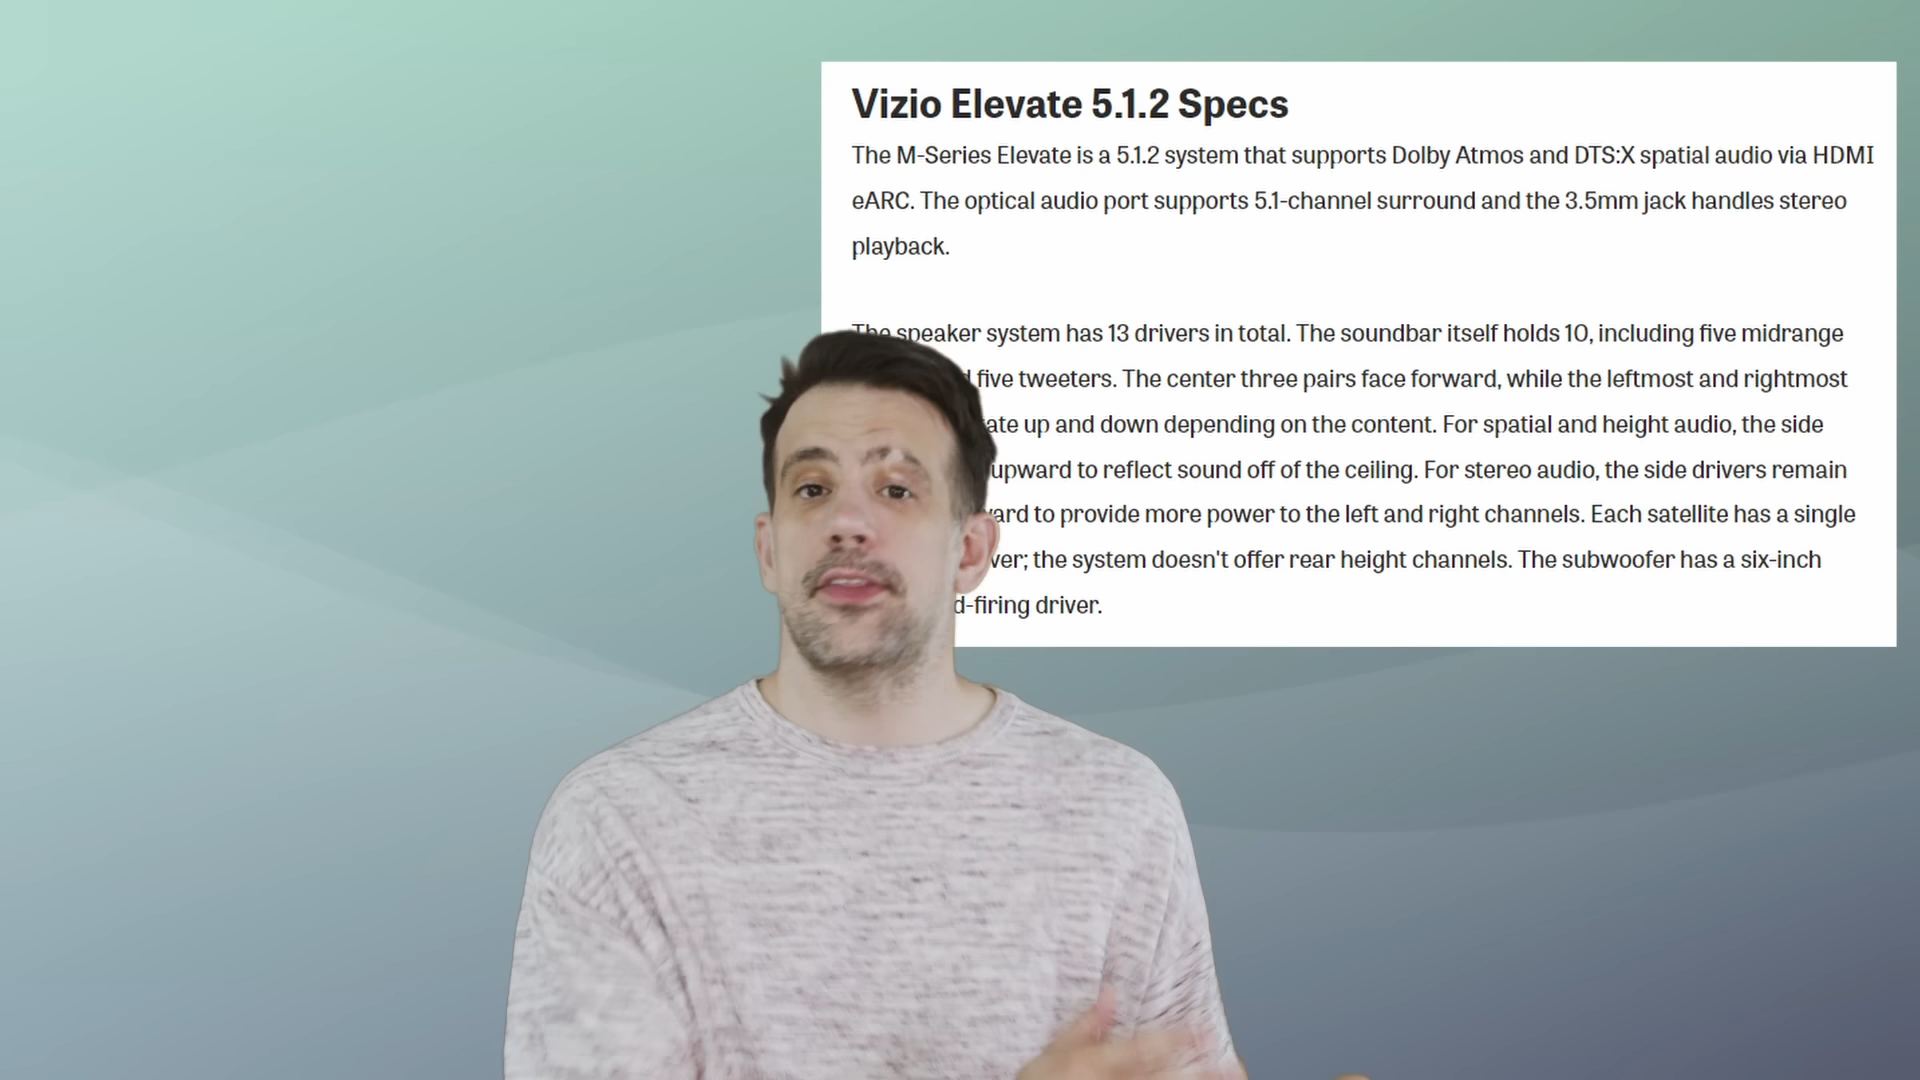 Vizio Elevate 5.1.2 Specs
The M-Series Elevate is a 5.1.2 system that supports Dolby Atmos and DTS:X spatial audio via HDMI
eARC. The optical audio port supports 5.1-channel surround and the 3.5mm jack handles stereo
playback.
The speaker system has 13 drivers in total. The soundbar itself holds 10, including five midrange
five tweeters. The center three pairs face forward, while the leftmost and rightmost
up and down depending on the content. For spatial and height audio, the side
upward to reflect sound off of the ceiling. For stereo audio, the side drivers remain
to provide more power to the left and right channels. Each satellite has a single
the system doesn't offer rear height channels. The subwoofer has a six-inch
driver.